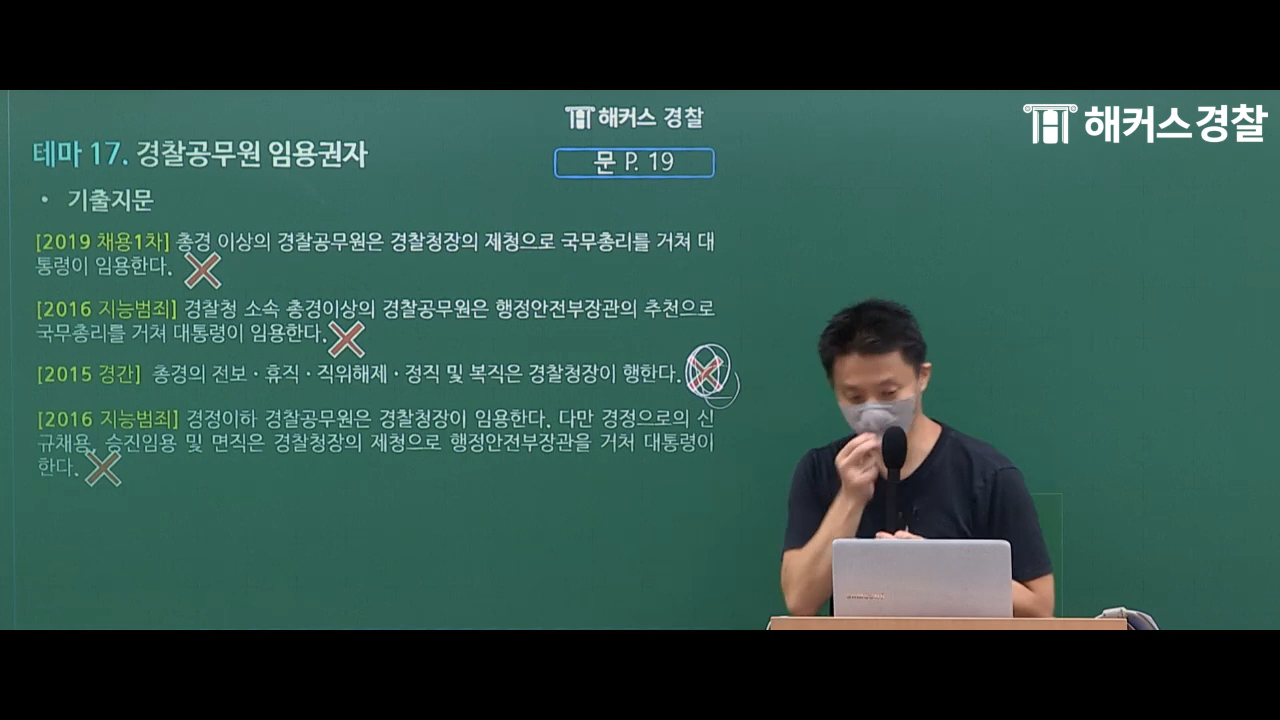 해커스 경찰
해커스경찰
테마 17. 경찰공무원 임용권자
문 P. 19
• 기출지문
[2019 채용1차] 총경 이상의 경찰공무원은 경찰청장의 제청으로 국무총리를 거쳐 대
통령이 임용한다.
[2016 지능범죄] 경찰청 소속 총경이상의 경찰공무원은 행정안전부장관의 추천으로
국무총리를 거쳐 대통령이 임용한다.
[2015 경간] 총경의 전보·휴직·직위해제·정직 및 복직은 경찰청장이 행한다.
[2016 지능범죄] 경정이하 경찰공무원은 경찰청장이 임용한다. 다만 경정으로의 신
규채용, 승진임용 및 면직은 경찰청장의 제청으로 행정안전부장관을 거처 대통령이
한다.
SAMSUNG